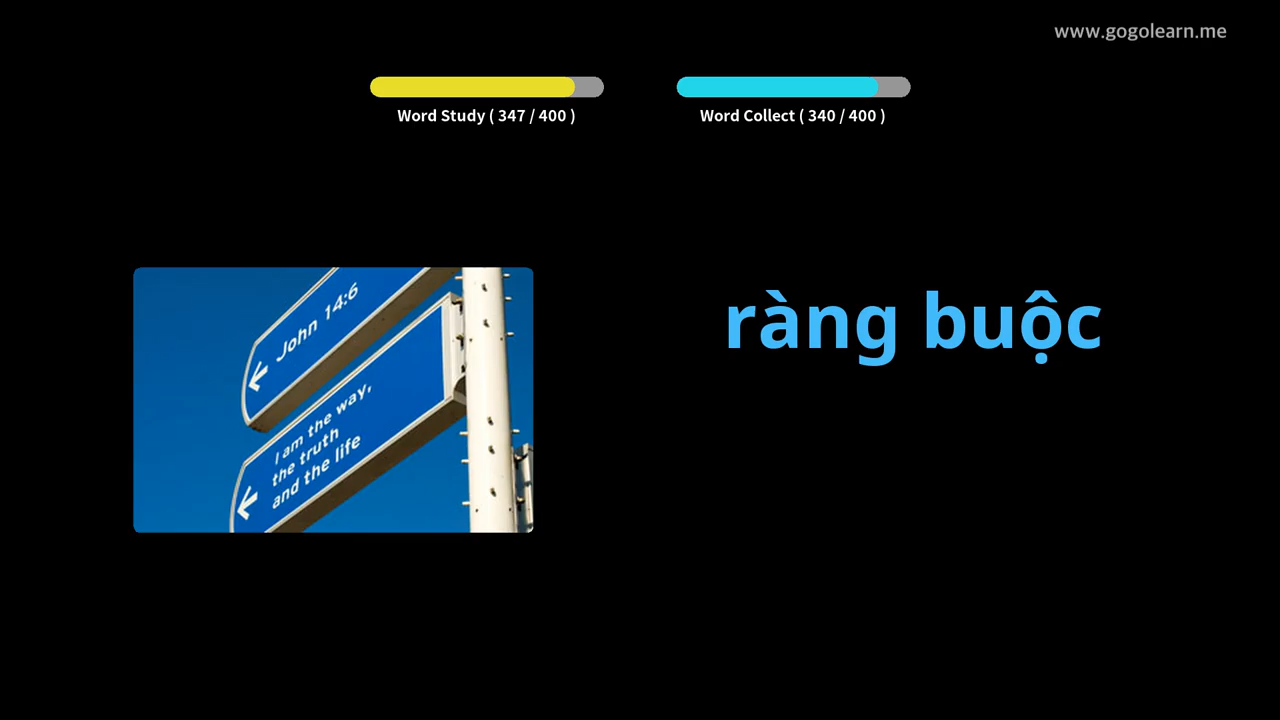 www.gogolearn.me
Word Study ( 347 / 400 )
Word Collect ( 340 / 400 )
John 14:6
I am the way,
the truth
and the life
ràng buộc